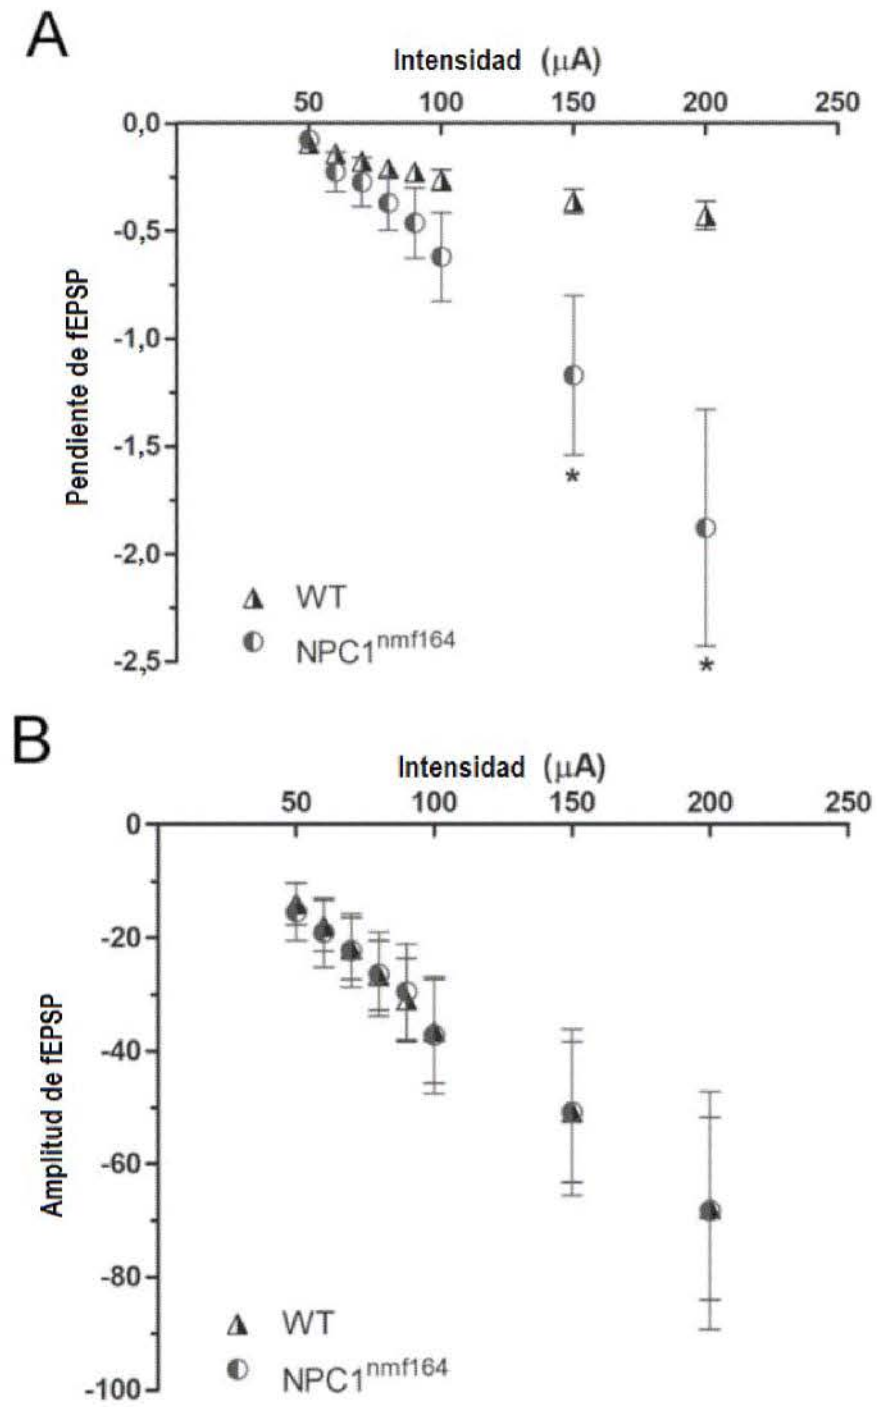 A
Intensidad (µA)
50 100 150 200 250
0,0
-0,5
-1,0
-1,5
-2,0
-2,5
Pendiente de fEPSP
*
*
WT
NPC1nmf164
B
Intensidad (µA)
50 100 150 200 250
0
-20
-40
-60
-80
-100
Amplitud de fEPSP
WT
NPC1nmf164